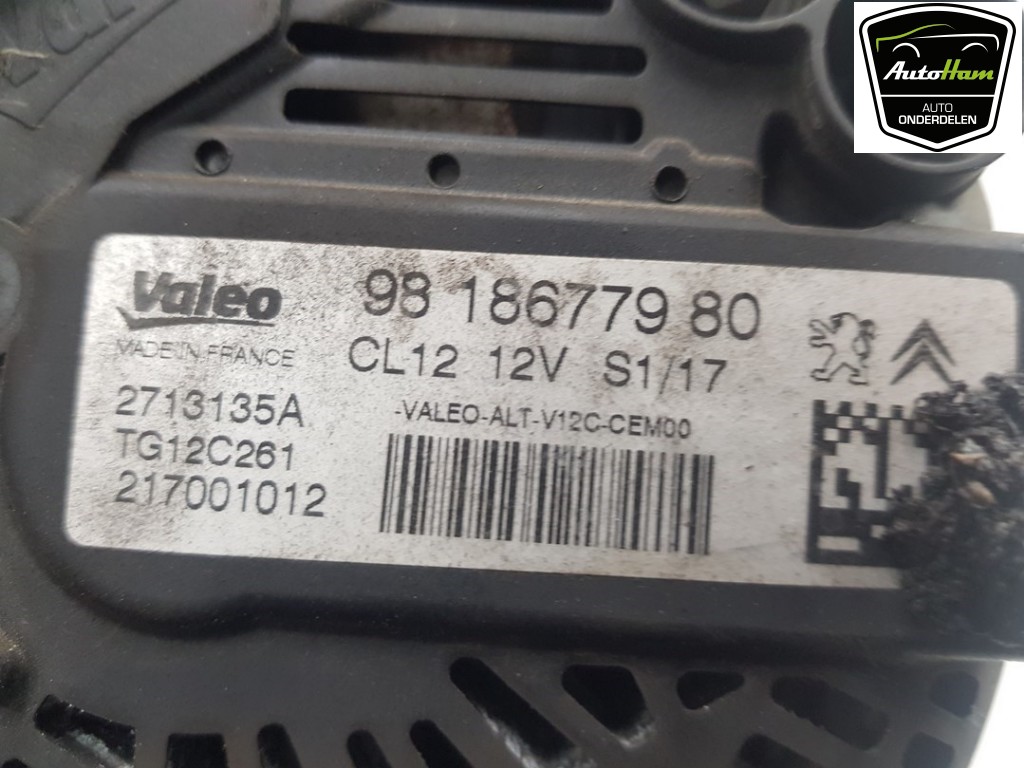 AutoHam
AUTO
ONDERDELEN
Valeo
MADE IN FRANCE
2713135A
TG12C261
217001012
98 186779 80
CL12 12V S1/17
-VALEO-ALT-V12C-CEM00